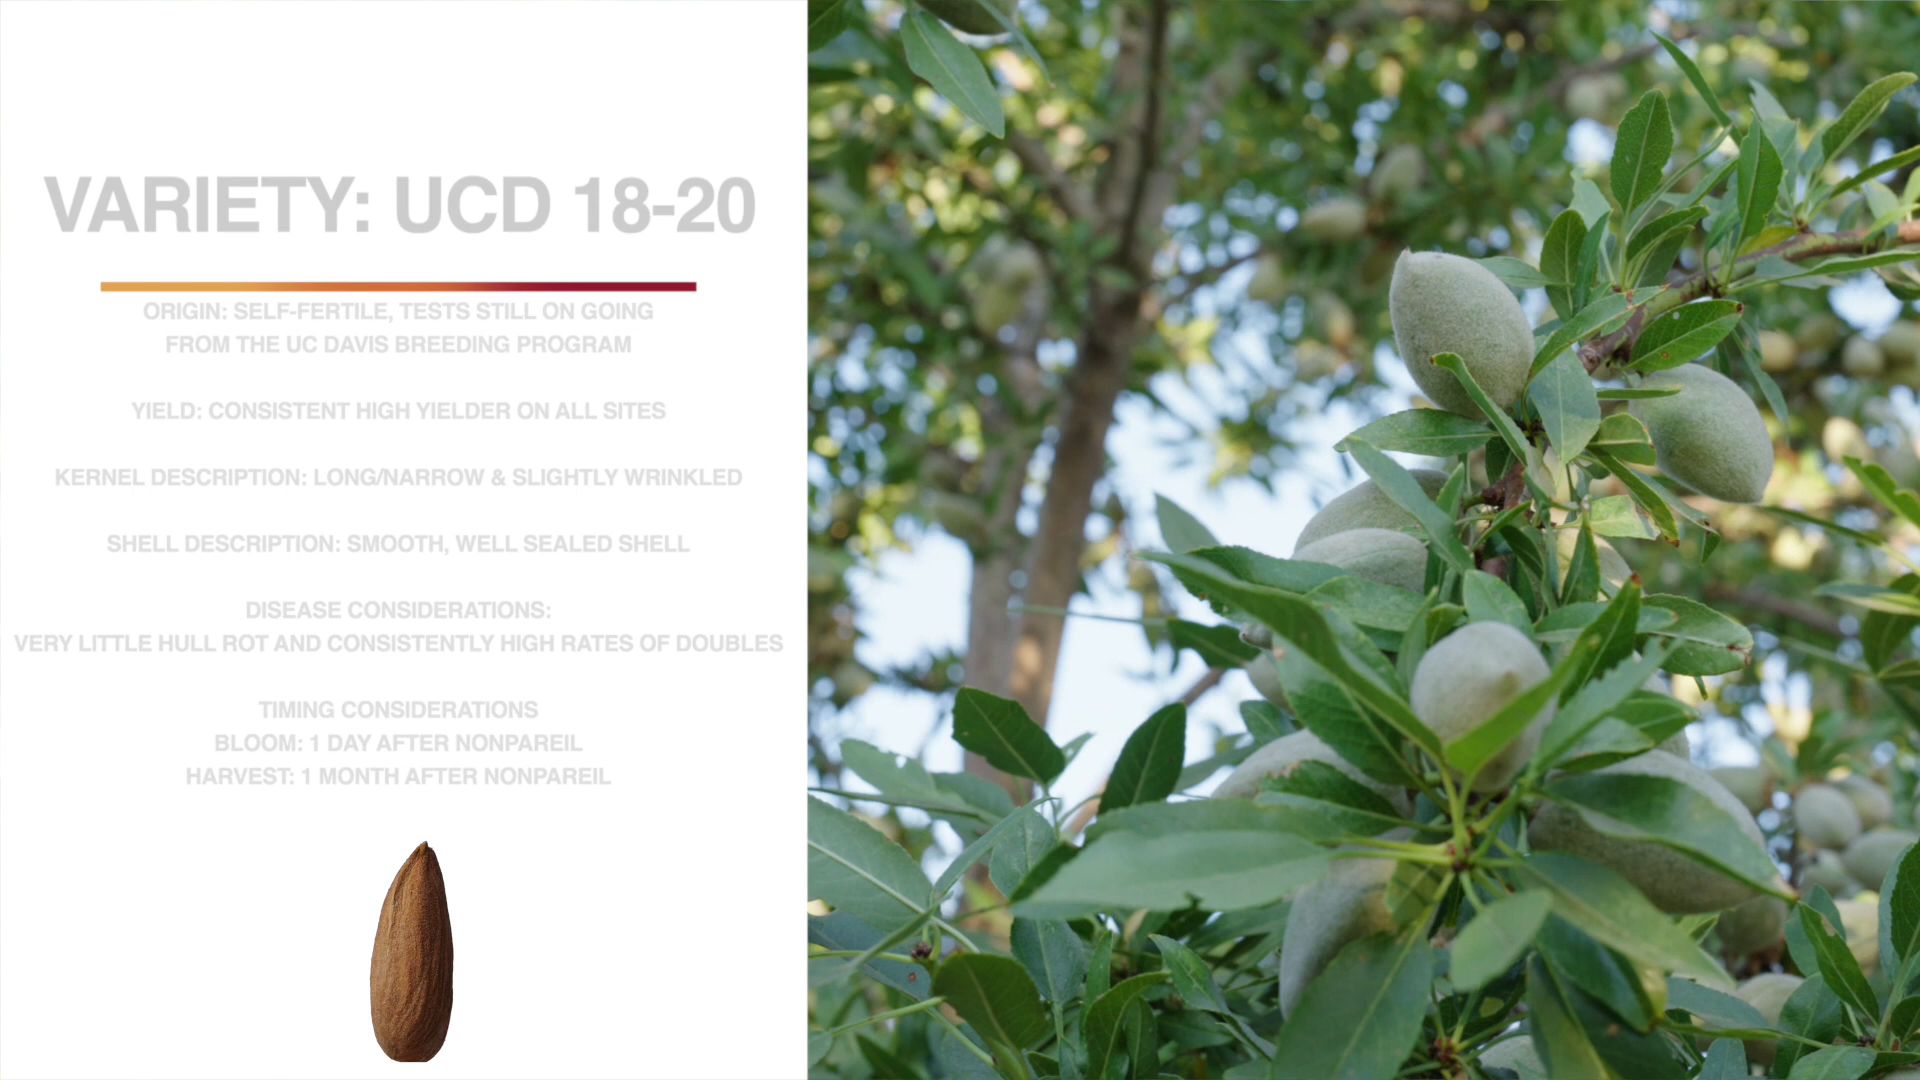 VARIETY: UCD 18-20
ORIGIN: SELF-FERTILE, TESTS STILL ON GOING
FROM THE UC DAVIS BREEDING PROGRAM
YIELD: CONSISTENT HIGH YIELDER ON ALL SITES
KERNEL DESCRIPTION: LONG/NARROW & SLIGHTLY WRINKLED
SHELL DESCRIPTION: SMOOTH, WELL SEALED SHELL
DISEASE CONSIDERATIONS:
VERY LITTLE HULL ROT AND CONSISTENTLY HIGH RATES OF DOUBLES
TIMING CONSIDERATIONS
BLOOM: 1 DAY AFTER NONPAREIL
HARVEST: 1 MONTH AFTER NONPAREIL